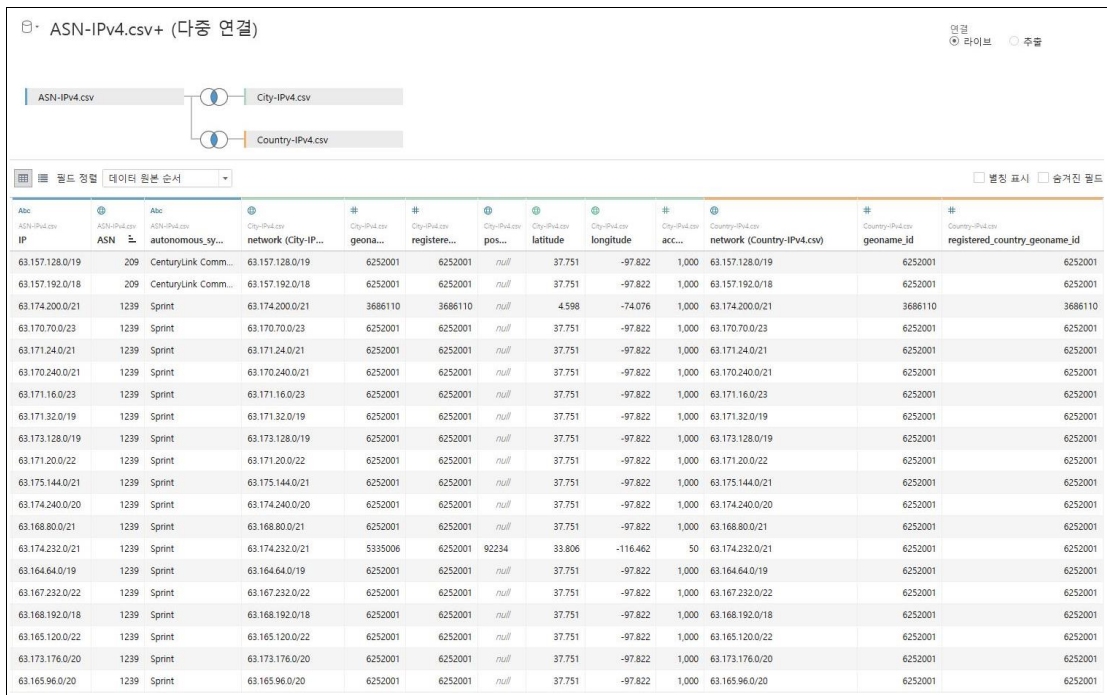 ASN-IPv4.csv+ (다중 연결)
연결
라이브 추출
ASN-IPv4.csv City-IPv4.csv
Country-IPv4.csv
필드 정렬 데이터 원본 순서 별칭 표시 숨겨진 필드
Abc # Abc # # # #
ASN-IPv4.csv ASN-IPv4.csv ASN-IPv4.csv City-IPv4.csv City-IPv4.csv City-IPv4.csv City-IPv4.csv City-IPv4.csv City-IPv4.csv City-IPv4.csv Country-IPv4.csv Country-IPv4.csv Country-IPv4.csv
IP ASN autonomous_sy... network (City-IP... geona... registere... pos... latitude longitude acc... network (Country-IPv4.csv) geoname_id registered_country_geoname_id
63.157.128.0/19 209 CenturyLink Comm... 63.157.128.0/19 6252001 6252001 null 37.751 -97.822 1,000 63.157.128.0/19 6252001 6252001
63.157.192.0/18 209 CenturyLink Comm... 63.157.192.0/18 6252001 6252001 null 37.751 -97.822 1,000 63.157.192.0/18 6252001 6252001
63.174.200.0/21 1239 Sprint 63.174.200.0/21 3686110 3686110 null 4.598 -74.076 1,000 63.174.200.0/21 3686110 3686110
63.170.70.0/23 1239 Sprint 63.170.70.0/23 6252001 6252001 null 37.751 -97.822 1,000 63.170.70.0/23 6252001 6252001
63.171.24.0/21 1239 Sprint 63.171.24.0/21 6252001 6252001 null 37.751 -97.822 1,000 63.171.24.0/21 6252001 6252001
63.170.240.0/21 1239 Sprint 63.170.240.0/21 6252001 6252001 null 37.751 -97.822 1,000 63.170.240.0/21 6252001 6252001
63.171.16.0/23 1239 Sprint 63.171.16.0/23 6252001 6252001 null 37.751 -97.822 1,000 63.171.16.0/23 6252001 6252001
63.171.32.0/19 1239 Sprint 63.171.32.0/19 6252001 6252001 null 37.751 -97.822 1,000 63.171.32.0/19 6252001 6252001
63.173.128.0/19 1239 Sprint 63.173.128.0/19 6252001 6252001 null 37.751 -97.822 1,000 63.173.128.0/19 6252001 6252001
63.171.20.0/22 1239 Sprint 63.171.20.0/22 6252001 6252001 null 37.751 -97.822 1,000 63.171.20.0/22 6252001 6252001
63.175.144.0/21 1239 Sprint 63.175.144.0/21 6252001 6252001 null 37.751 -97.822 1,000 63.175.144.0/21 6252001 6252001
63.174.240.0/20 1239 Sprint 63.174.240.0/20 6252001 6252001 null 37.751 -97.822 1,000 63.174.240.0/20 6252001 6252001
63.168.80.0/21 1239 Sprint 63.168.80.0/21 6252001 6252001 null 37.751 -97.822 1,000 63.168.80.0/21 6252001 6252001
63.174.232.0/21 1239 Sprint 63.174.232.0/21 5335006 6252001 92234 33.806 -116.462 50 63.174.232.0/21 6252001 6252001
63.164.64.0/19 1239 Sprint 63.164.64.0/19 6252001 6252001 null 37.751 -97.822 1,000 63.164.64.0/19 6252001 6252001
63.167.232.0/22 1239 Sprint 63.167.232.0/22 6252001 6252001 null 37.751 -97.822 1,000 63.167.232.0/22 6252001 6252001
63.168.192.0/18 1239 Sprint 63.168.192.0/18 6252001 6252001 null 37.751 -97.822 1,000 63.168.192.0/18 6252001 6252001
63.165.120.0/22 1239 Sprint 63.165.120.0/22 6252001 6252001 null 37.751 -97.822 1,000 63.165.120.0/22 6252001 6252001
63.173.176.0/20 1239 Sprint 63.173.176.0/20 6252001 6252001 null 37.751 -97.822 1,000 63.173.176.0/20 6252001 6252001
63.165.96.0/20 1239 Sprint 63.165.96.0/20 6252001 6252001 null 37.751 -97.822 1,000 63.165.96.0/20 6252001 6252001